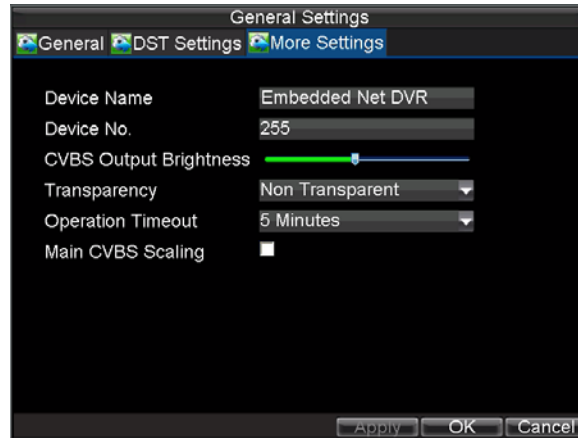 General Settings
General DST Settings More Settings
Device Name Embedded Net DVR
Device No. 255
CVBS Output Brightness
Transparency Non Transparent
Operation Timeout 5 Minutes
Main CVBS Scaling
Apply OK Cancel